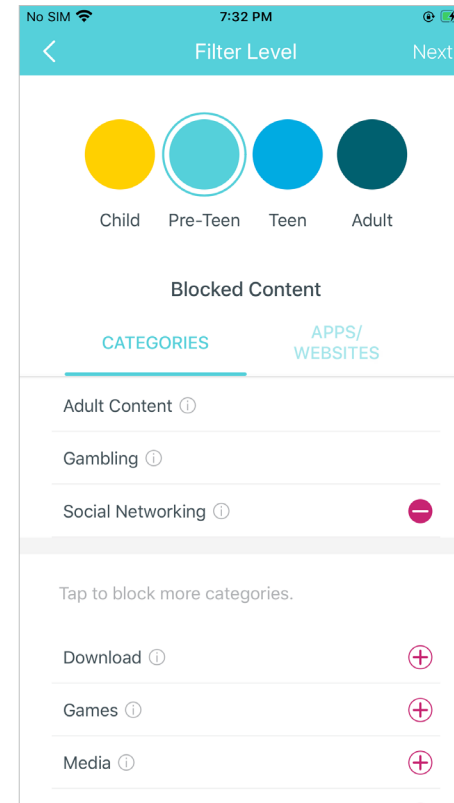 No SIM 7:32 PM
Filter Level Next
Child Pre-Teen Teen Adult
Blocked Content
CATEGORIES APPS/
WEBSITES
Adult Content
Gambling
Social Networking
Tap to block more categories.
Download
Games
Media